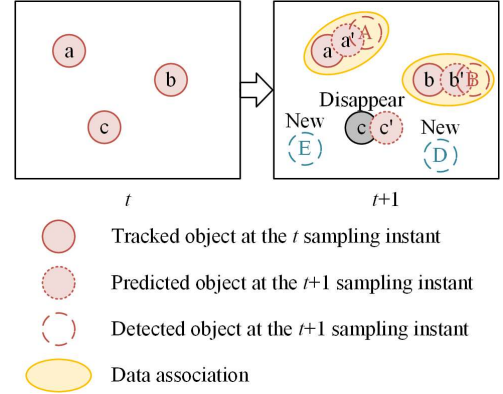 a
b
c
a a' A
b b' B
Disappear
New
c c'
New
E
D
t
t+1
Tracked object at the t sampling instant
Predicted object at the t+1 sampling instant
Detected object at the t+1 sampling instant
Data association